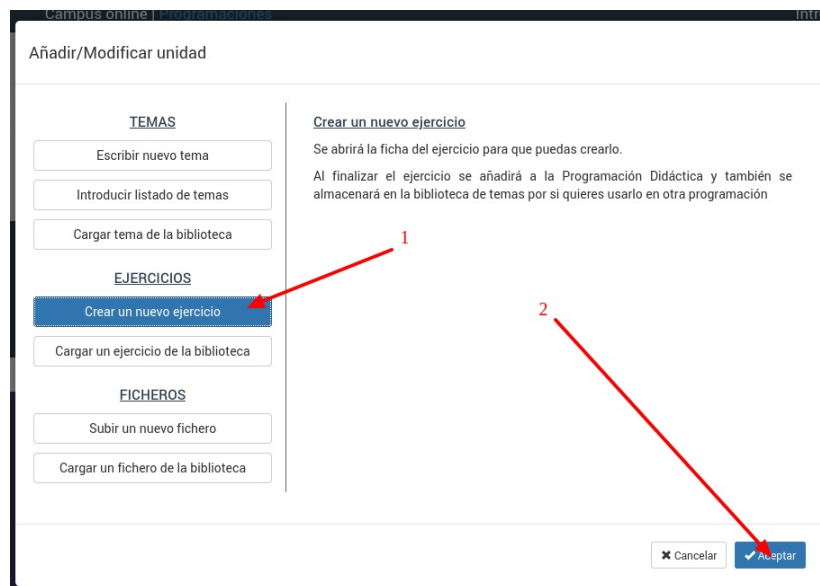 Campus online | Programaciones
Añadir/Modificar unidad
TEMAS
Escribir nuevo tema
Introducir listado de temas
Cargar tema de la biblioteca
EJERCICIOS
Crear un nuevo ejercicio
Cargar un ejercicio de la biblioteca
FICHEROS
Subir un nuevo fichero
Cargar un fichero de la biblioteca
Crear un nuevo ejercicio
Se abrirá la ficha del ejercicio para que puedas crearlo.
Al finalizar el ejercicio se añadirá a la Programación Didáctica y también se
almacenará en la biblioteca de temas por si quieres usarlo en otra programación
1
2
Cancelar
Aceptar